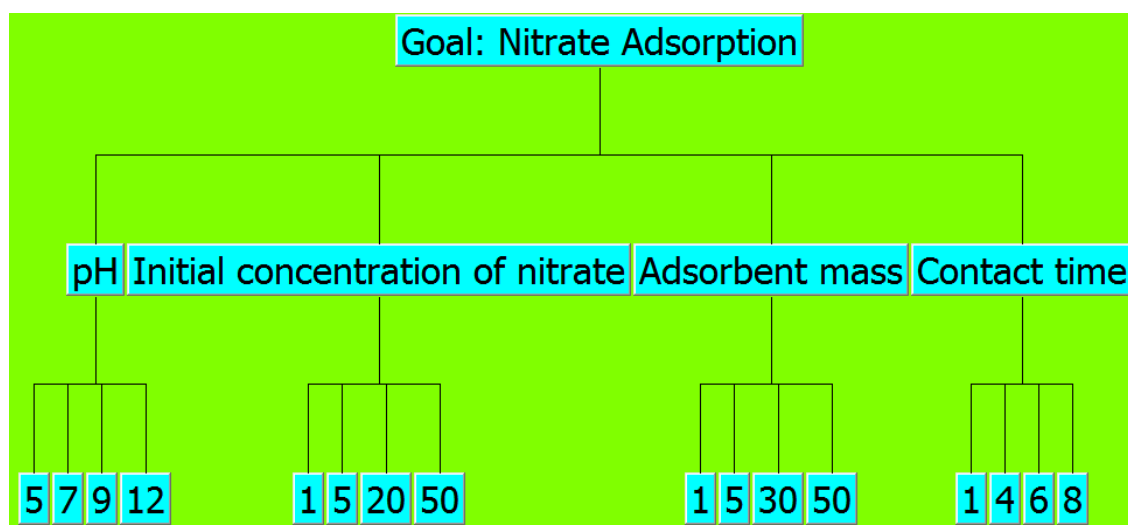 Goal: Nitrate Adsorption
pH Initial concentration of nitrate Adsorbent mass Contact time
5 7 9 12 1 5 20 50 1 5 30 50 1 4 6 8